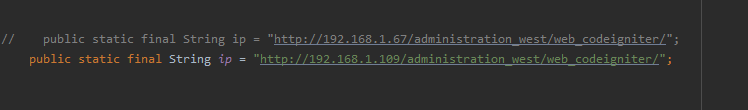 //    public static final String ip = "http://192.168.1.67/administration_west/web_codeigniter/";
public static final String ip = "http://192.168.1.109/administration_west/web_codeigniter/";